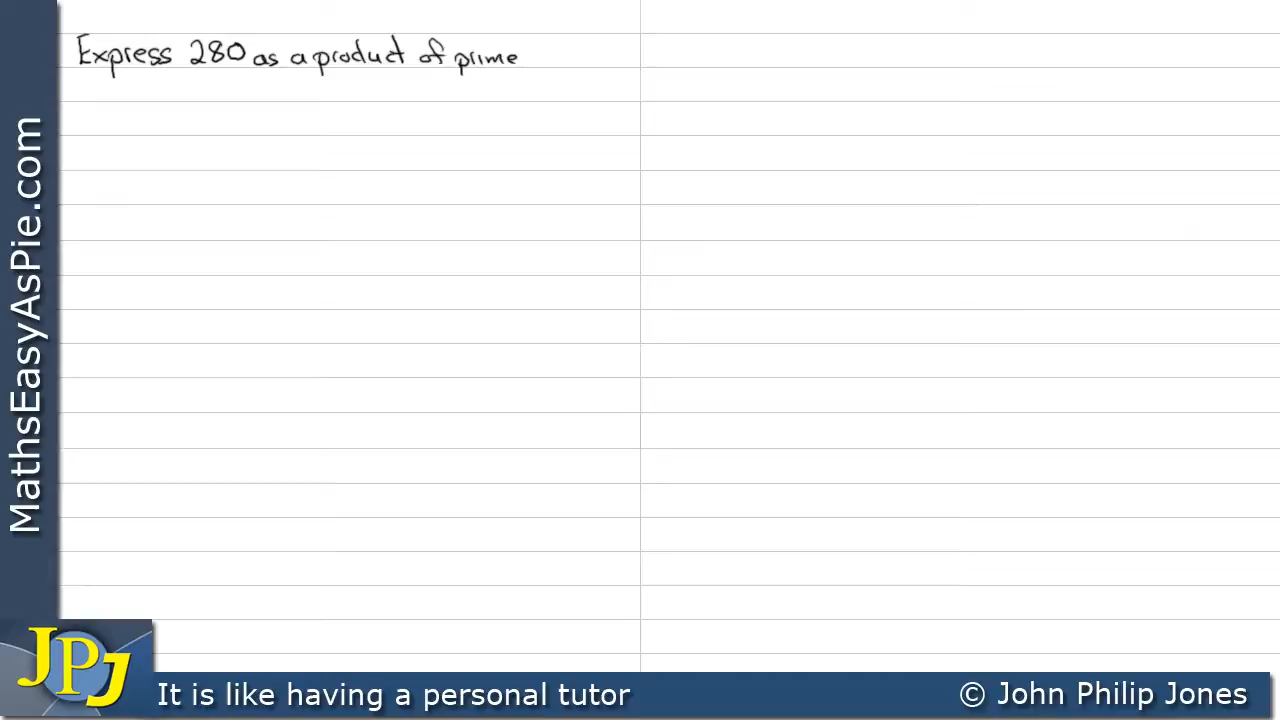 Express 280 as a product of prime
MathsEasyAsPie.com
JPJ
It is like having a personal tutor
© John Philip Jones